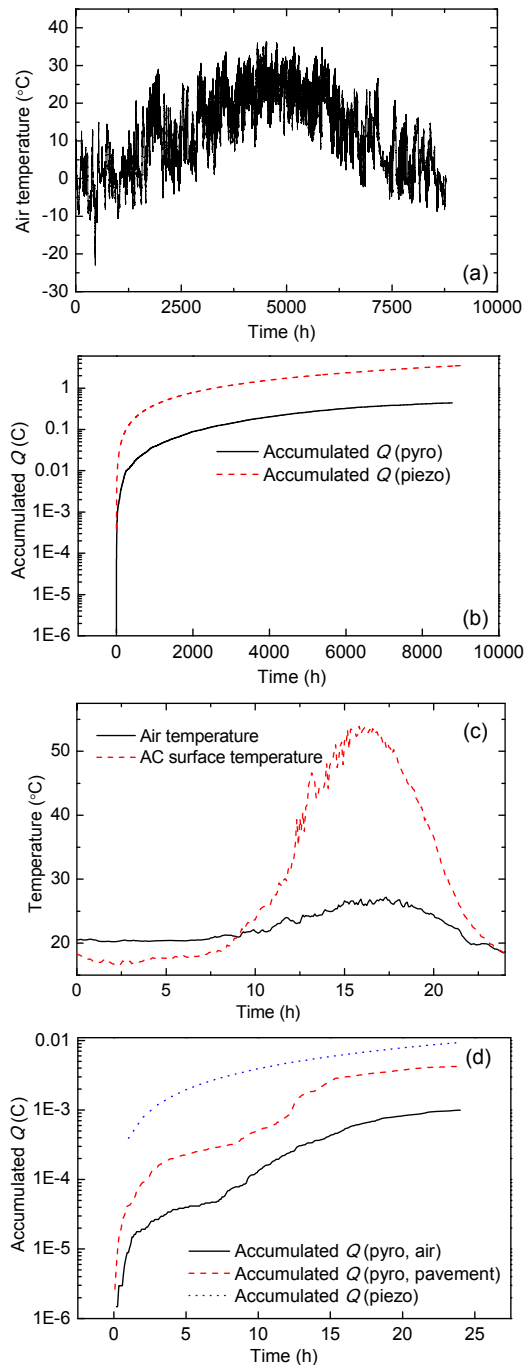 40
30
20
10
0
-10
-20
-30
Air temperature (°C)
(a)
0 2500 5000 7500 10000
Time (h)
1
0.1
0.01
1E-3
1E-4
1E-5
1E-6
Accumulated Q (C)
Accumulated Q (pyro)
Accumulated Q (piezo)
(b)
0 2000 4000 6000 8000 10000
Time (h)
50
40
30
20
Temperature (°C)
Air temperature
AC surface temperature
(c)
0 5 10 15 20
Time (h)
0.01
1E-3
1E-4
1E-5
1E-6
Accumulated Q (C)
(d)
Accumulated Q (pyro, air)
Accumulated Q (pyro, pavement)
Accumulated Q (piezo)
0 5 10 15 20 25
Time (h)